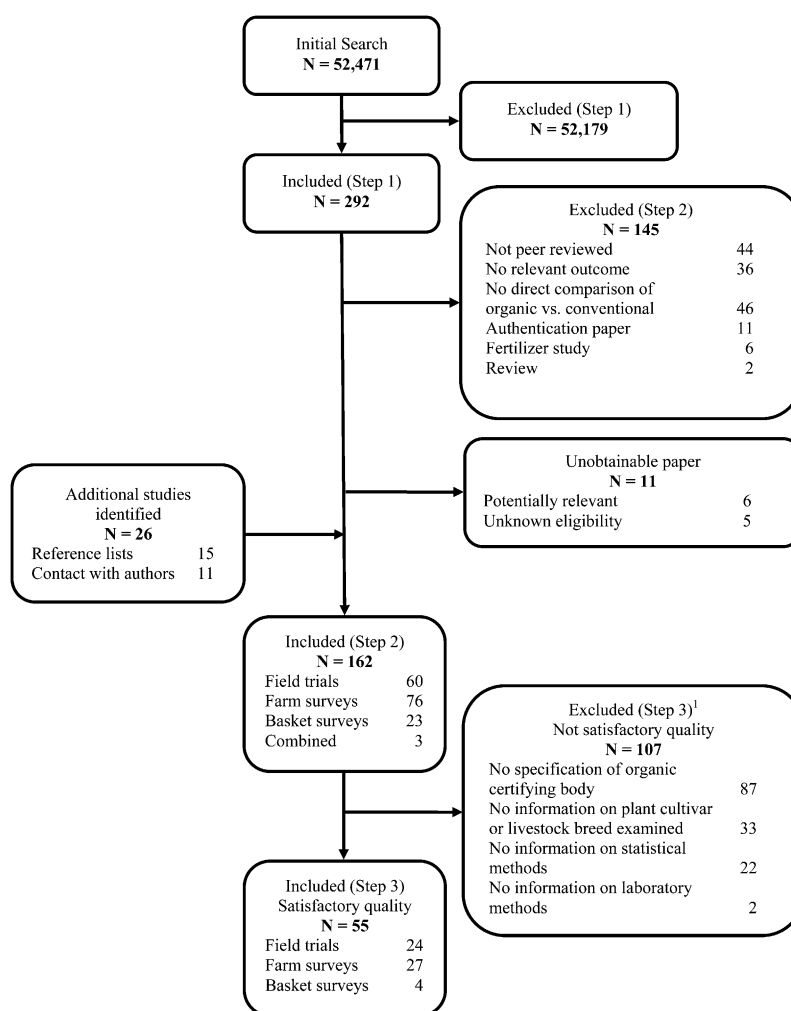 Initial Search
N = 52,471
Excluded (Step 1)
N = 52,179
Included (Step 1)
N = 292
Excluded (Step 2)
N = 145
Not peer reviewed 44
No relevant outcome 36
No direct comparison of
organic vs. conventional 46
Authentication paper 11
Fertilizer study 6
Review 2
Unobtainable paper
N = 11
Potentially relevant 6
Unknown eligibility 5
Additional studies
identified
N = 26
Reference lists 15
Contact with authors 11
Included (Step 2)
N = 162
Field trials 60
Farm surveys 76
Basket surveys 23
Combined 3
Excluded (Step 3)1
Not satisfactory quality
N = 107
No specification of organic
certifying body 87
No information on plant cultivar
or livestock breed examined 33
No information on statistical
methods 22
No information on laboratory
methods 2
Included (Step 3)
Satisfactory quality
N = 55
Field trials 24
Farm surveys 27
Basket surveys 4